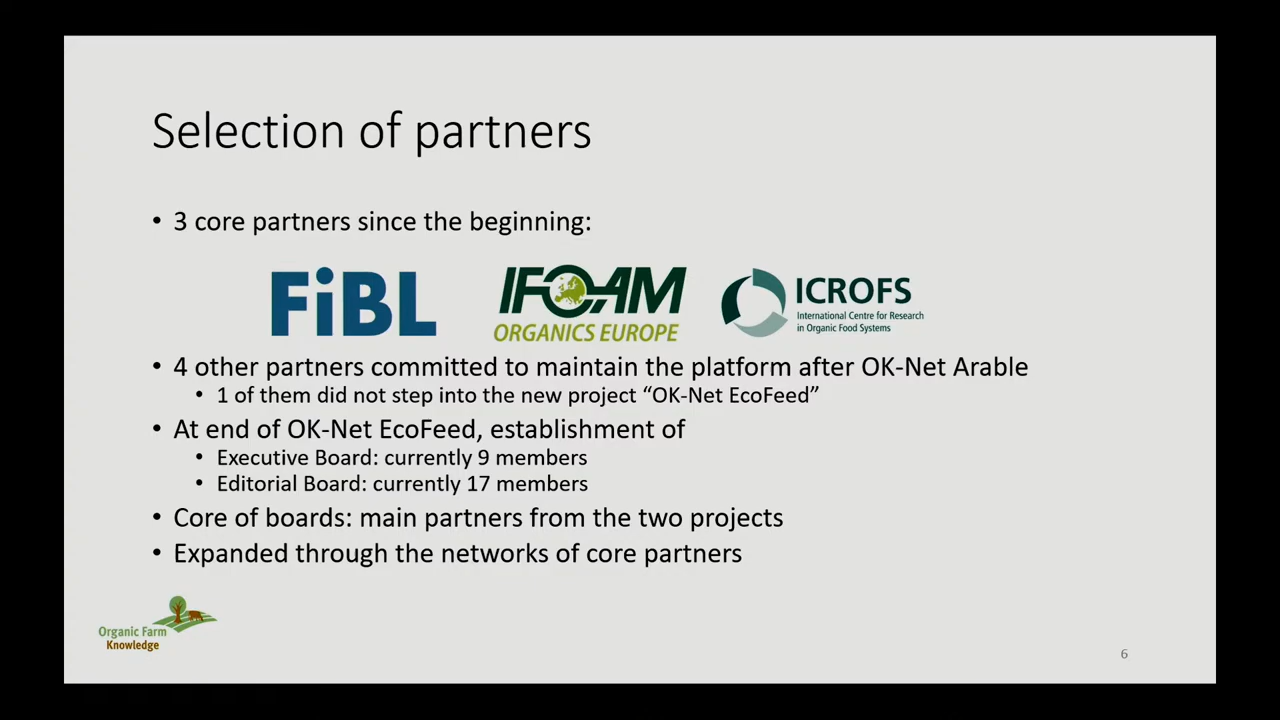 Selection of partners
• 3 core partners since the beginning:
FiBL
IFOAM
ORGANICS EUROPE
ICROFS
International Centre for Research
in Organic Food Systems
• 4 other partners committed to maintain the platform after OK-Net Arable
• 1 of them did not step into the new project “OK-Net EcoFeed”
• At end of OK-Net EcoFeed, establishment of
• Executive Board: currently 9 members
• Editorial Board: currently 17 members
• Core of boards: main partners from the two projects
• Expanded through the networks of core partners
Organic Farm
Knowledge
6